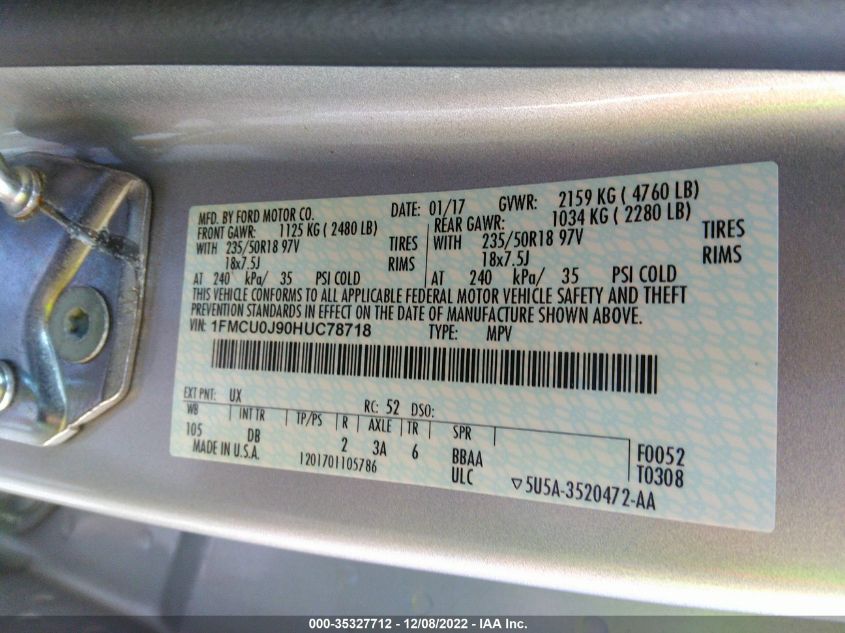 MFD. BY FORD MOTOR CO. DATE: 01/17 GVWR: 2159 KG ( 4760 LB)
FRONT GAWR: 1125 KG ( 2480 LB) REAR GAWR: 1034 KG ( 2280 LB)
WITH 235/50R18 97V TIRES WITH 235/50R18 97V TIRES
18x7.5J RIMS 18x7.5J RIMS
AT 240 kPa/ 35 PSI COLD AT 240 kPa/ 35 PSI COLD
THIS VEHICLE CONFORMS TO ALL APPLICABLE FEDERAL MOTOR VEHICLE SAFETY AND THEFT
PREVENTION STANDARDS IN EFFECT ON THE DATE OF MANUFACTURE SHOWN ABOVE.
VIN: 1FMCU0J90HUC78718 TYPE: MPV
EXT PNT: UX RC: 52 DSO:
WB INT TR TP/PS R AXLE TR SPR
105 DB 2 3A 6 BBAA F0052
MADE IN U.S.A. 1201701105786 ULC T0308
▽5U5A-3520472-AA
000-35327712 - 12/08/2022 - IAA Inc.